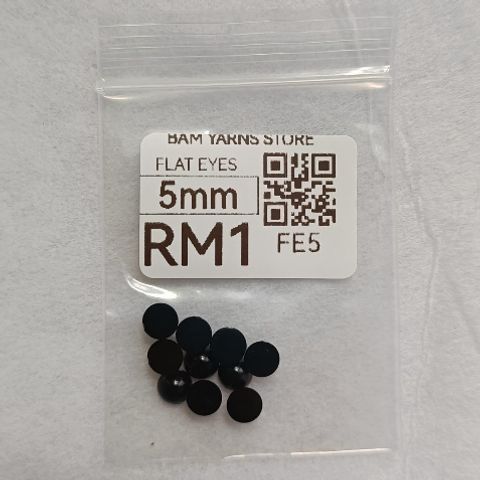 BAM YARNS STORE
FLAT EYES
5mm
RM1
FE5